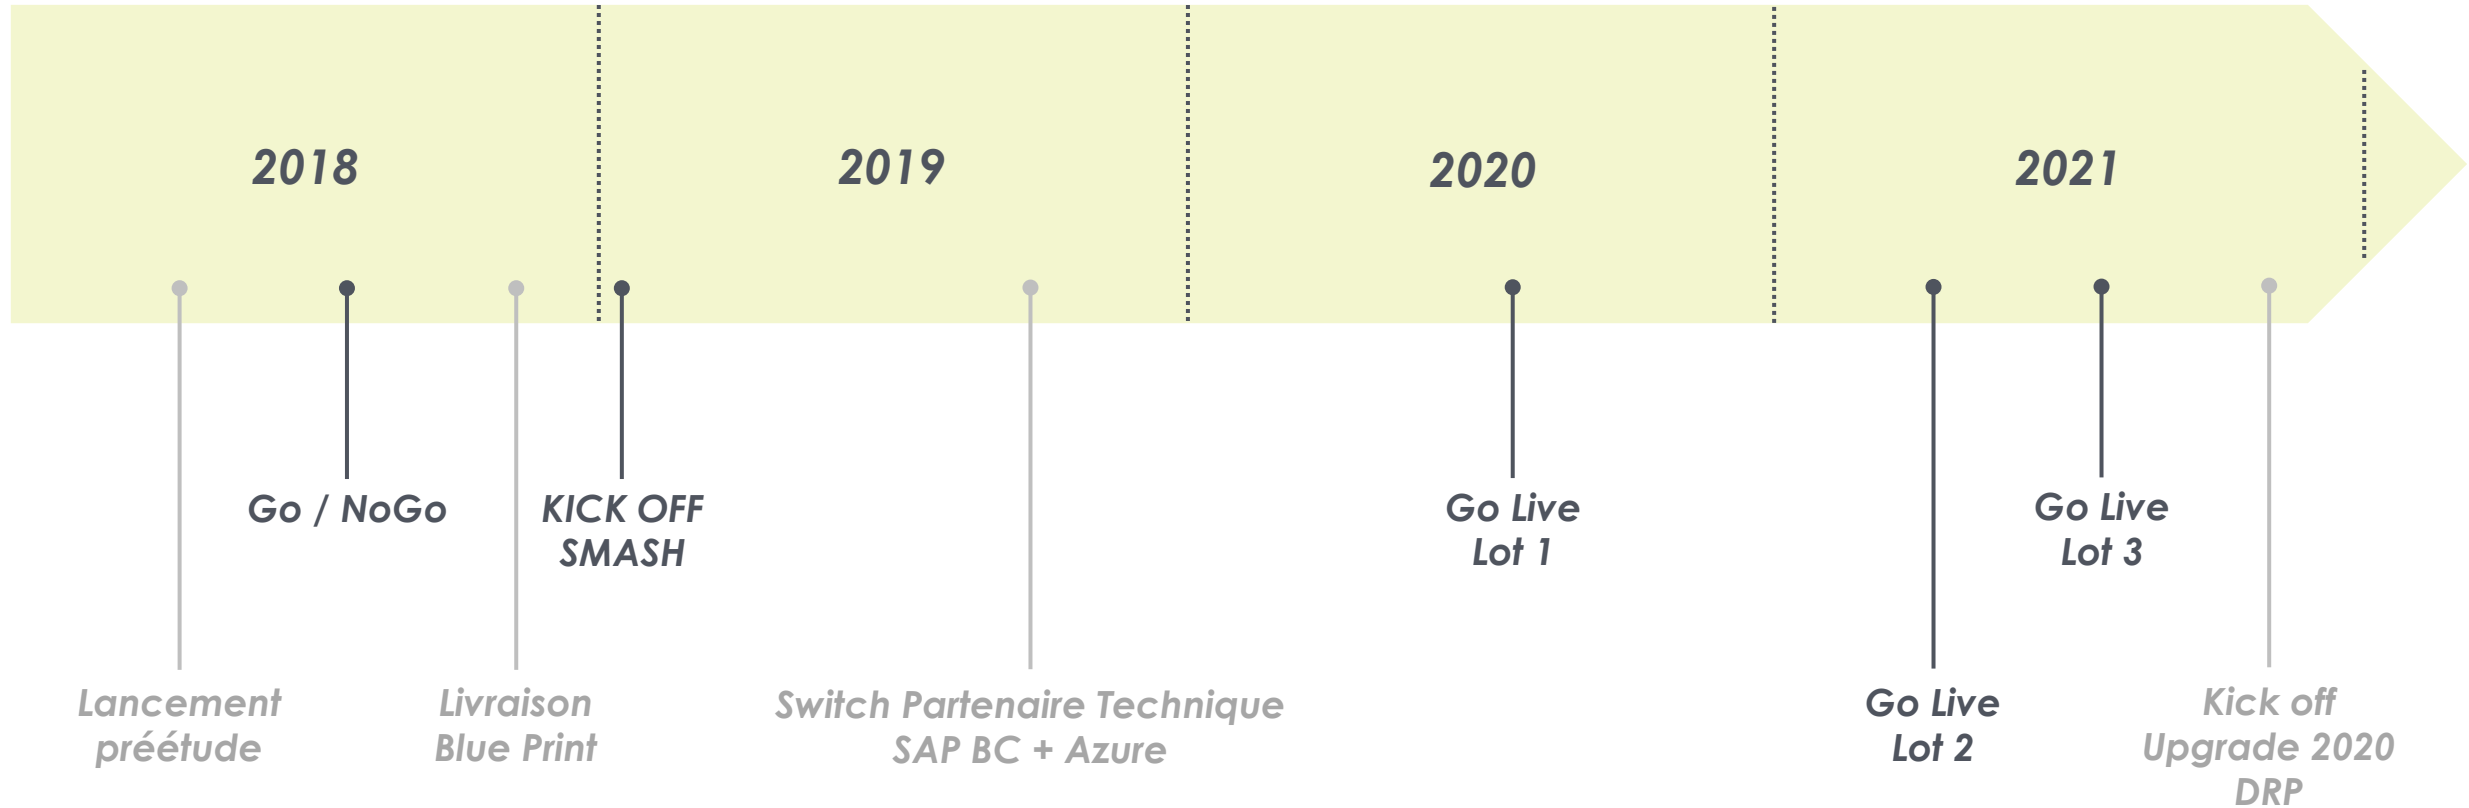 2018
2019
2020
2021
Go / NoGo
KICK OFF
SMASH
Go Live
Lot 1
Go Live
Lot 3
Lancement
préétude
Livraison
Blue Print
Switch Partenaire Technique
SAP BC + Azure
Go Live
Lot 2
Kick off
Upgrade 2020
DRP